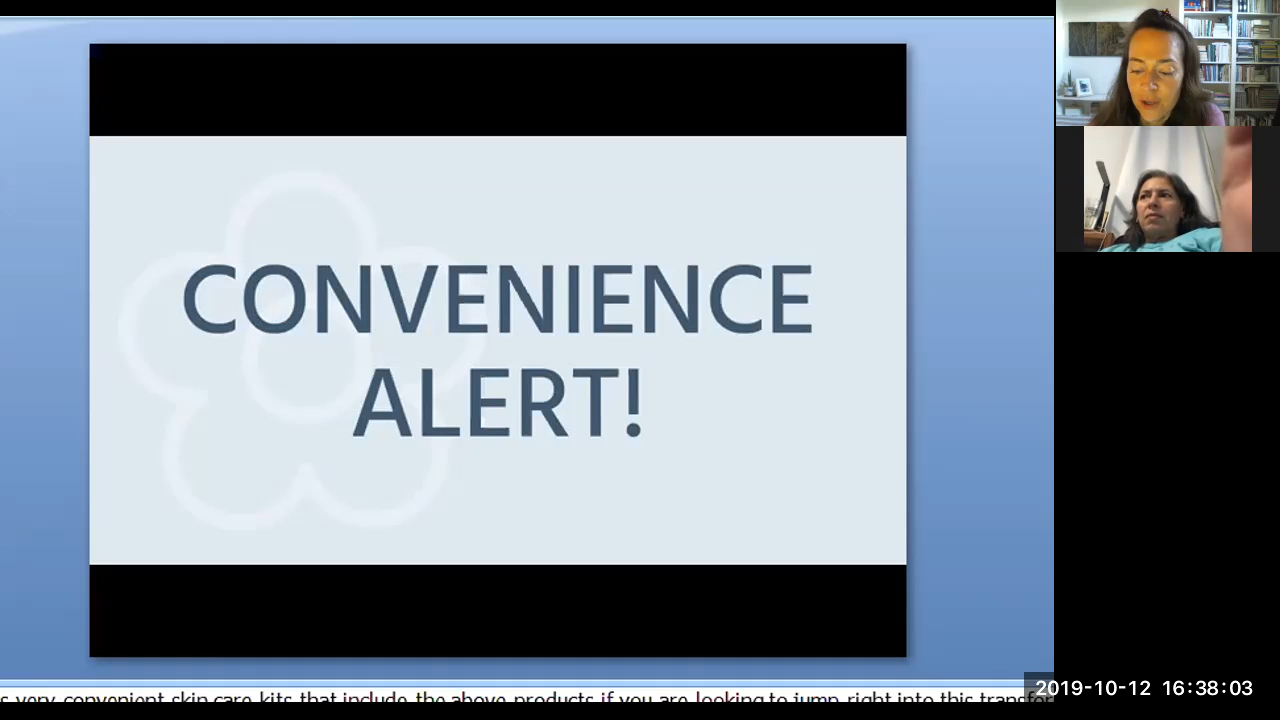 CONVENIENCE
ALERT!
very convenient skin care kits that include the above products if you are looking to jump right into this
2019-10-12 16:38:03